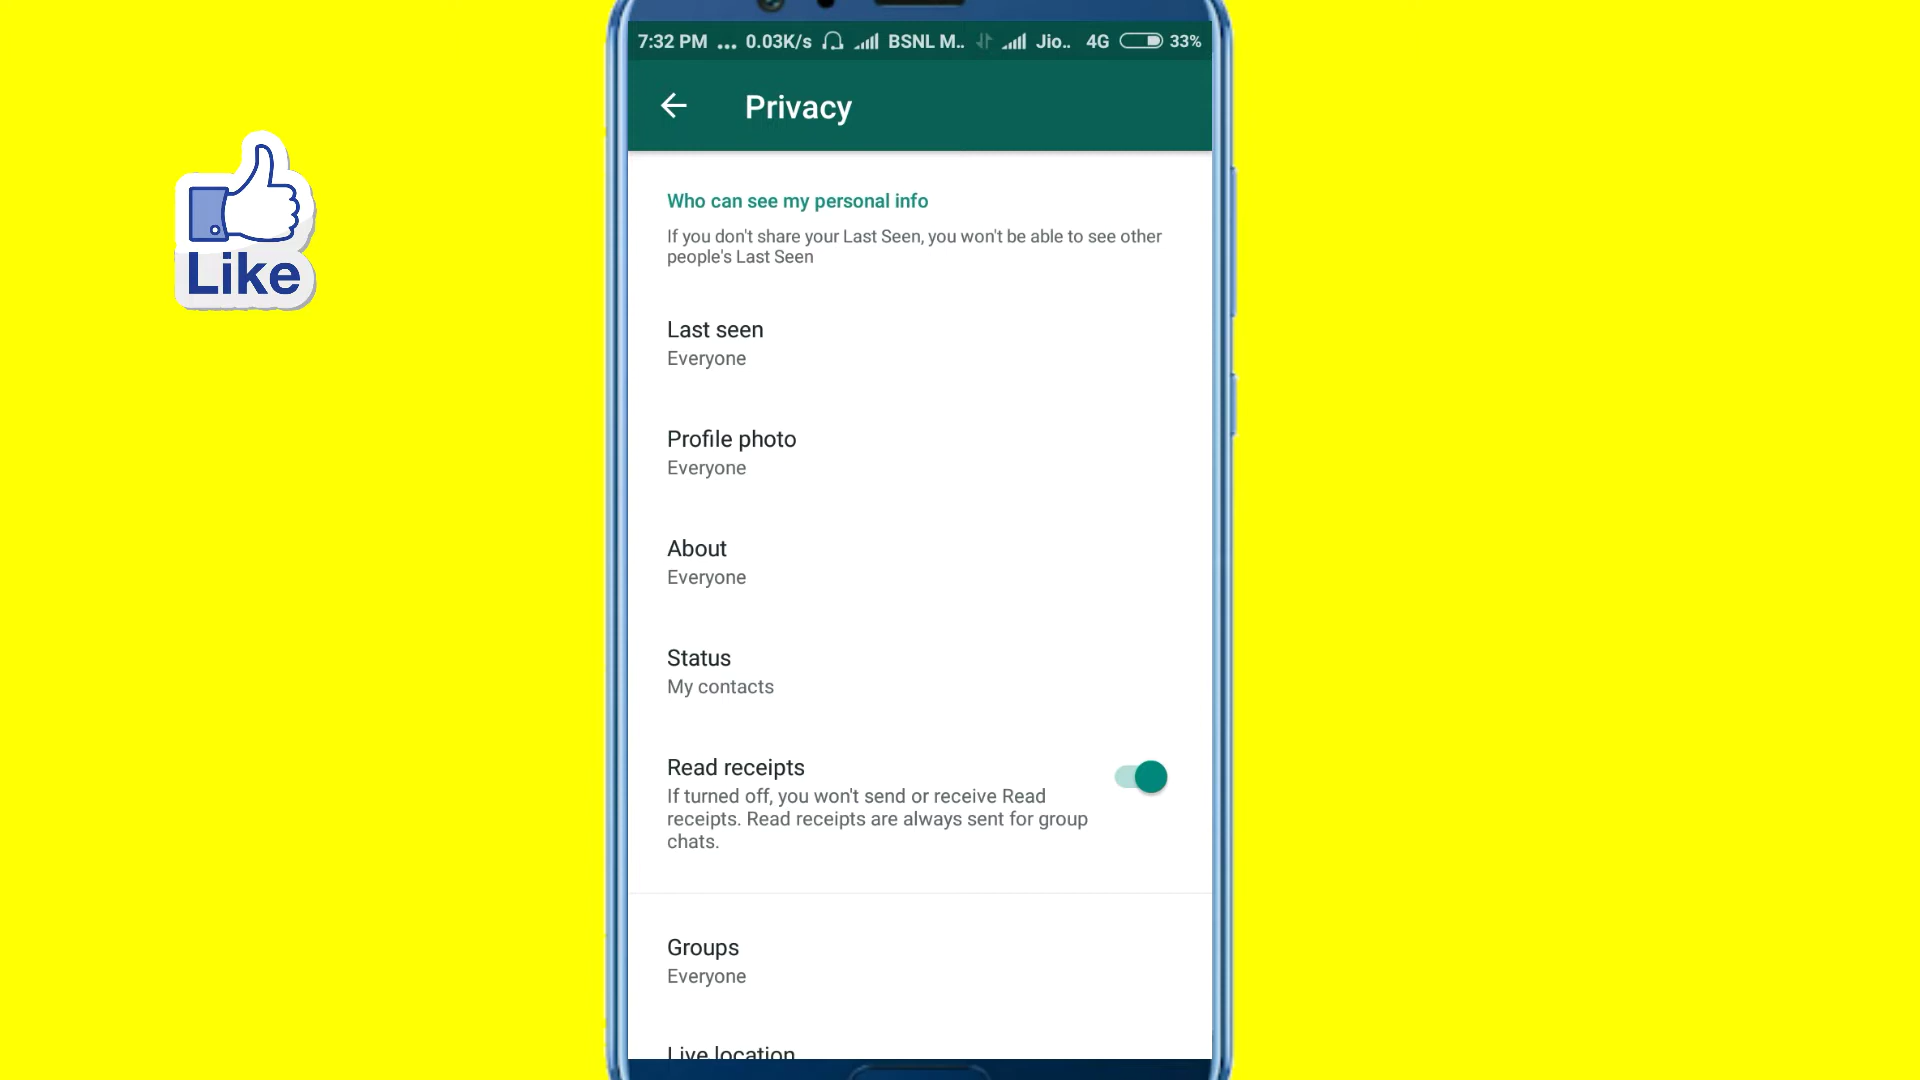 7:32 PM ... 0.03K/s BSNL M.. Jio.. 4G 33%
Privacy
Like
Who can see my personal info
If you don't share your Last Seen, you won't be able to see other
people's Last Seen
Last seen
Everyone
Profile photo
Everyone
About
Everyone
Status
My contacts
Read receipts
If turned off, you won't send or receive Read
receipts. Read receipts are always sent for group
chats.
Groups
Everyone
Live location